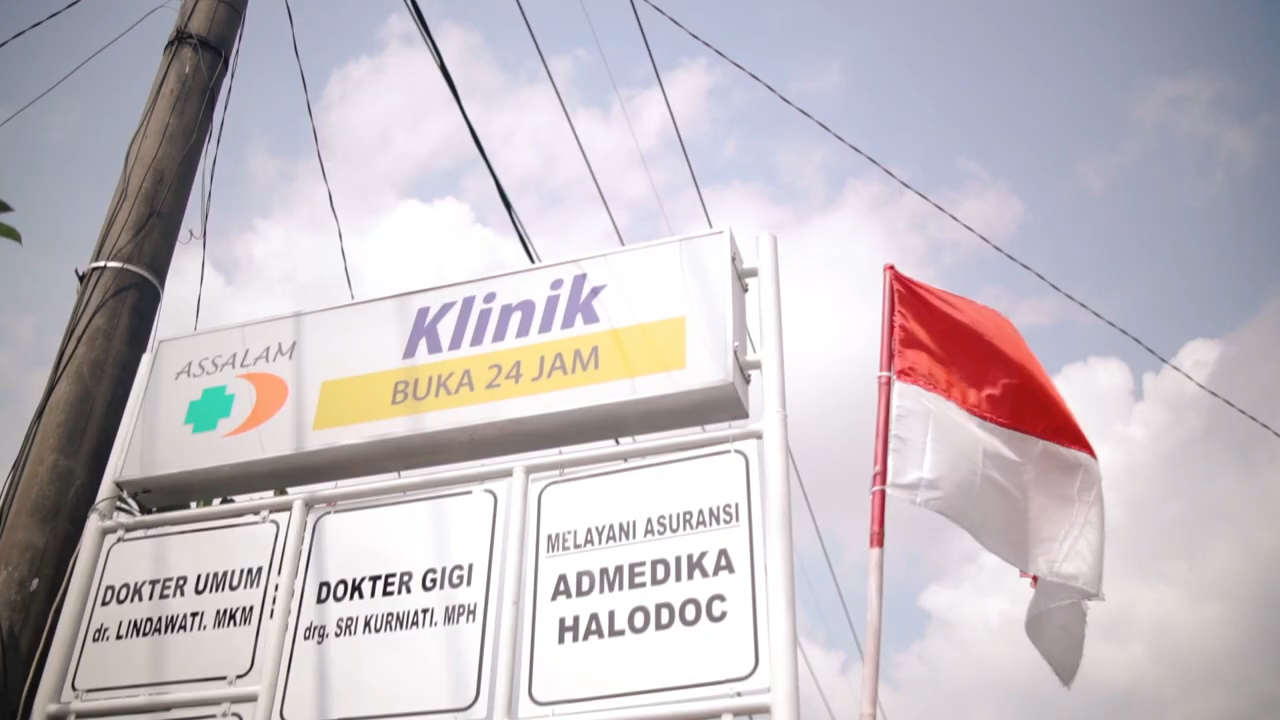 ASSALAM
Klinik
BUKA 24 JAM
DOKTER UMUM
dr. LINDAWATI. MKM
DOKTER GIGI
drg. SRI KURNIATI. MPH
MELAYANI ASURANSI
ADMEDIKA
HALODOC